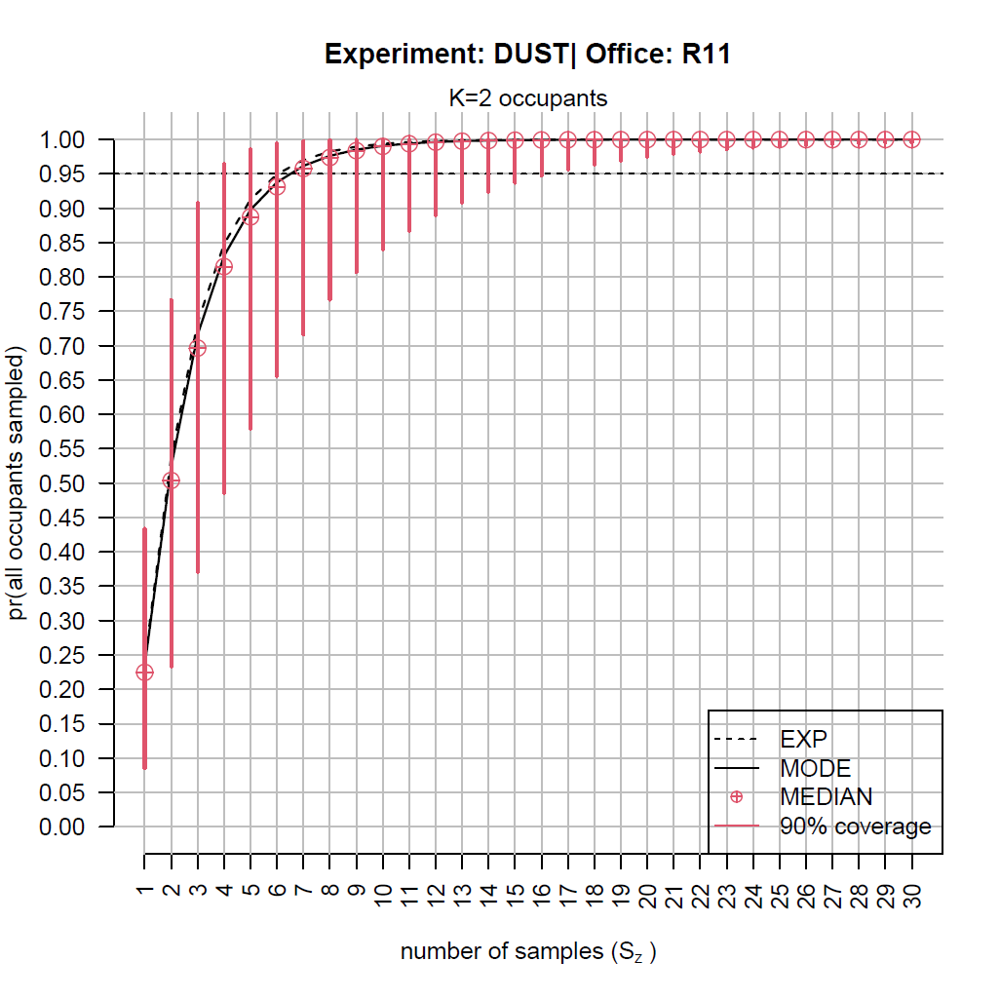 Experiment: DUST| Office: R11
K=2 occupants
pr(all occupants sampled)
1.00
0.95
0.90
0.85
0.80
0.75
0.70
0.65
0.60
0.55
0.50
0.45
0.40
0.35
0.30
0.25
0.20
0.15
0.10
0.05
0.00
EXP
MODE
MEDIAN
90% coverage
1 2 3 4 5 6 7 8 9 10 11 12 13 14 15 16 17 18 19 20 21 22 23 24 25 26 27 28 29 30
number of samples (Sz )